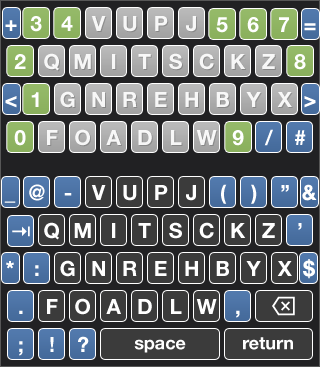 + 3 4 V U P J 5 6 7 =
2 Q M I T S C K Z 8
< 1 G N R E H B Y X >
0 F O A D L W 9 / #
_ @ - V U P J ( ) ” &
⇥ Q M I T S C K Z ’
* : G N R E H B Y X $
. F O A D L W , ⌫
; ! ? space return